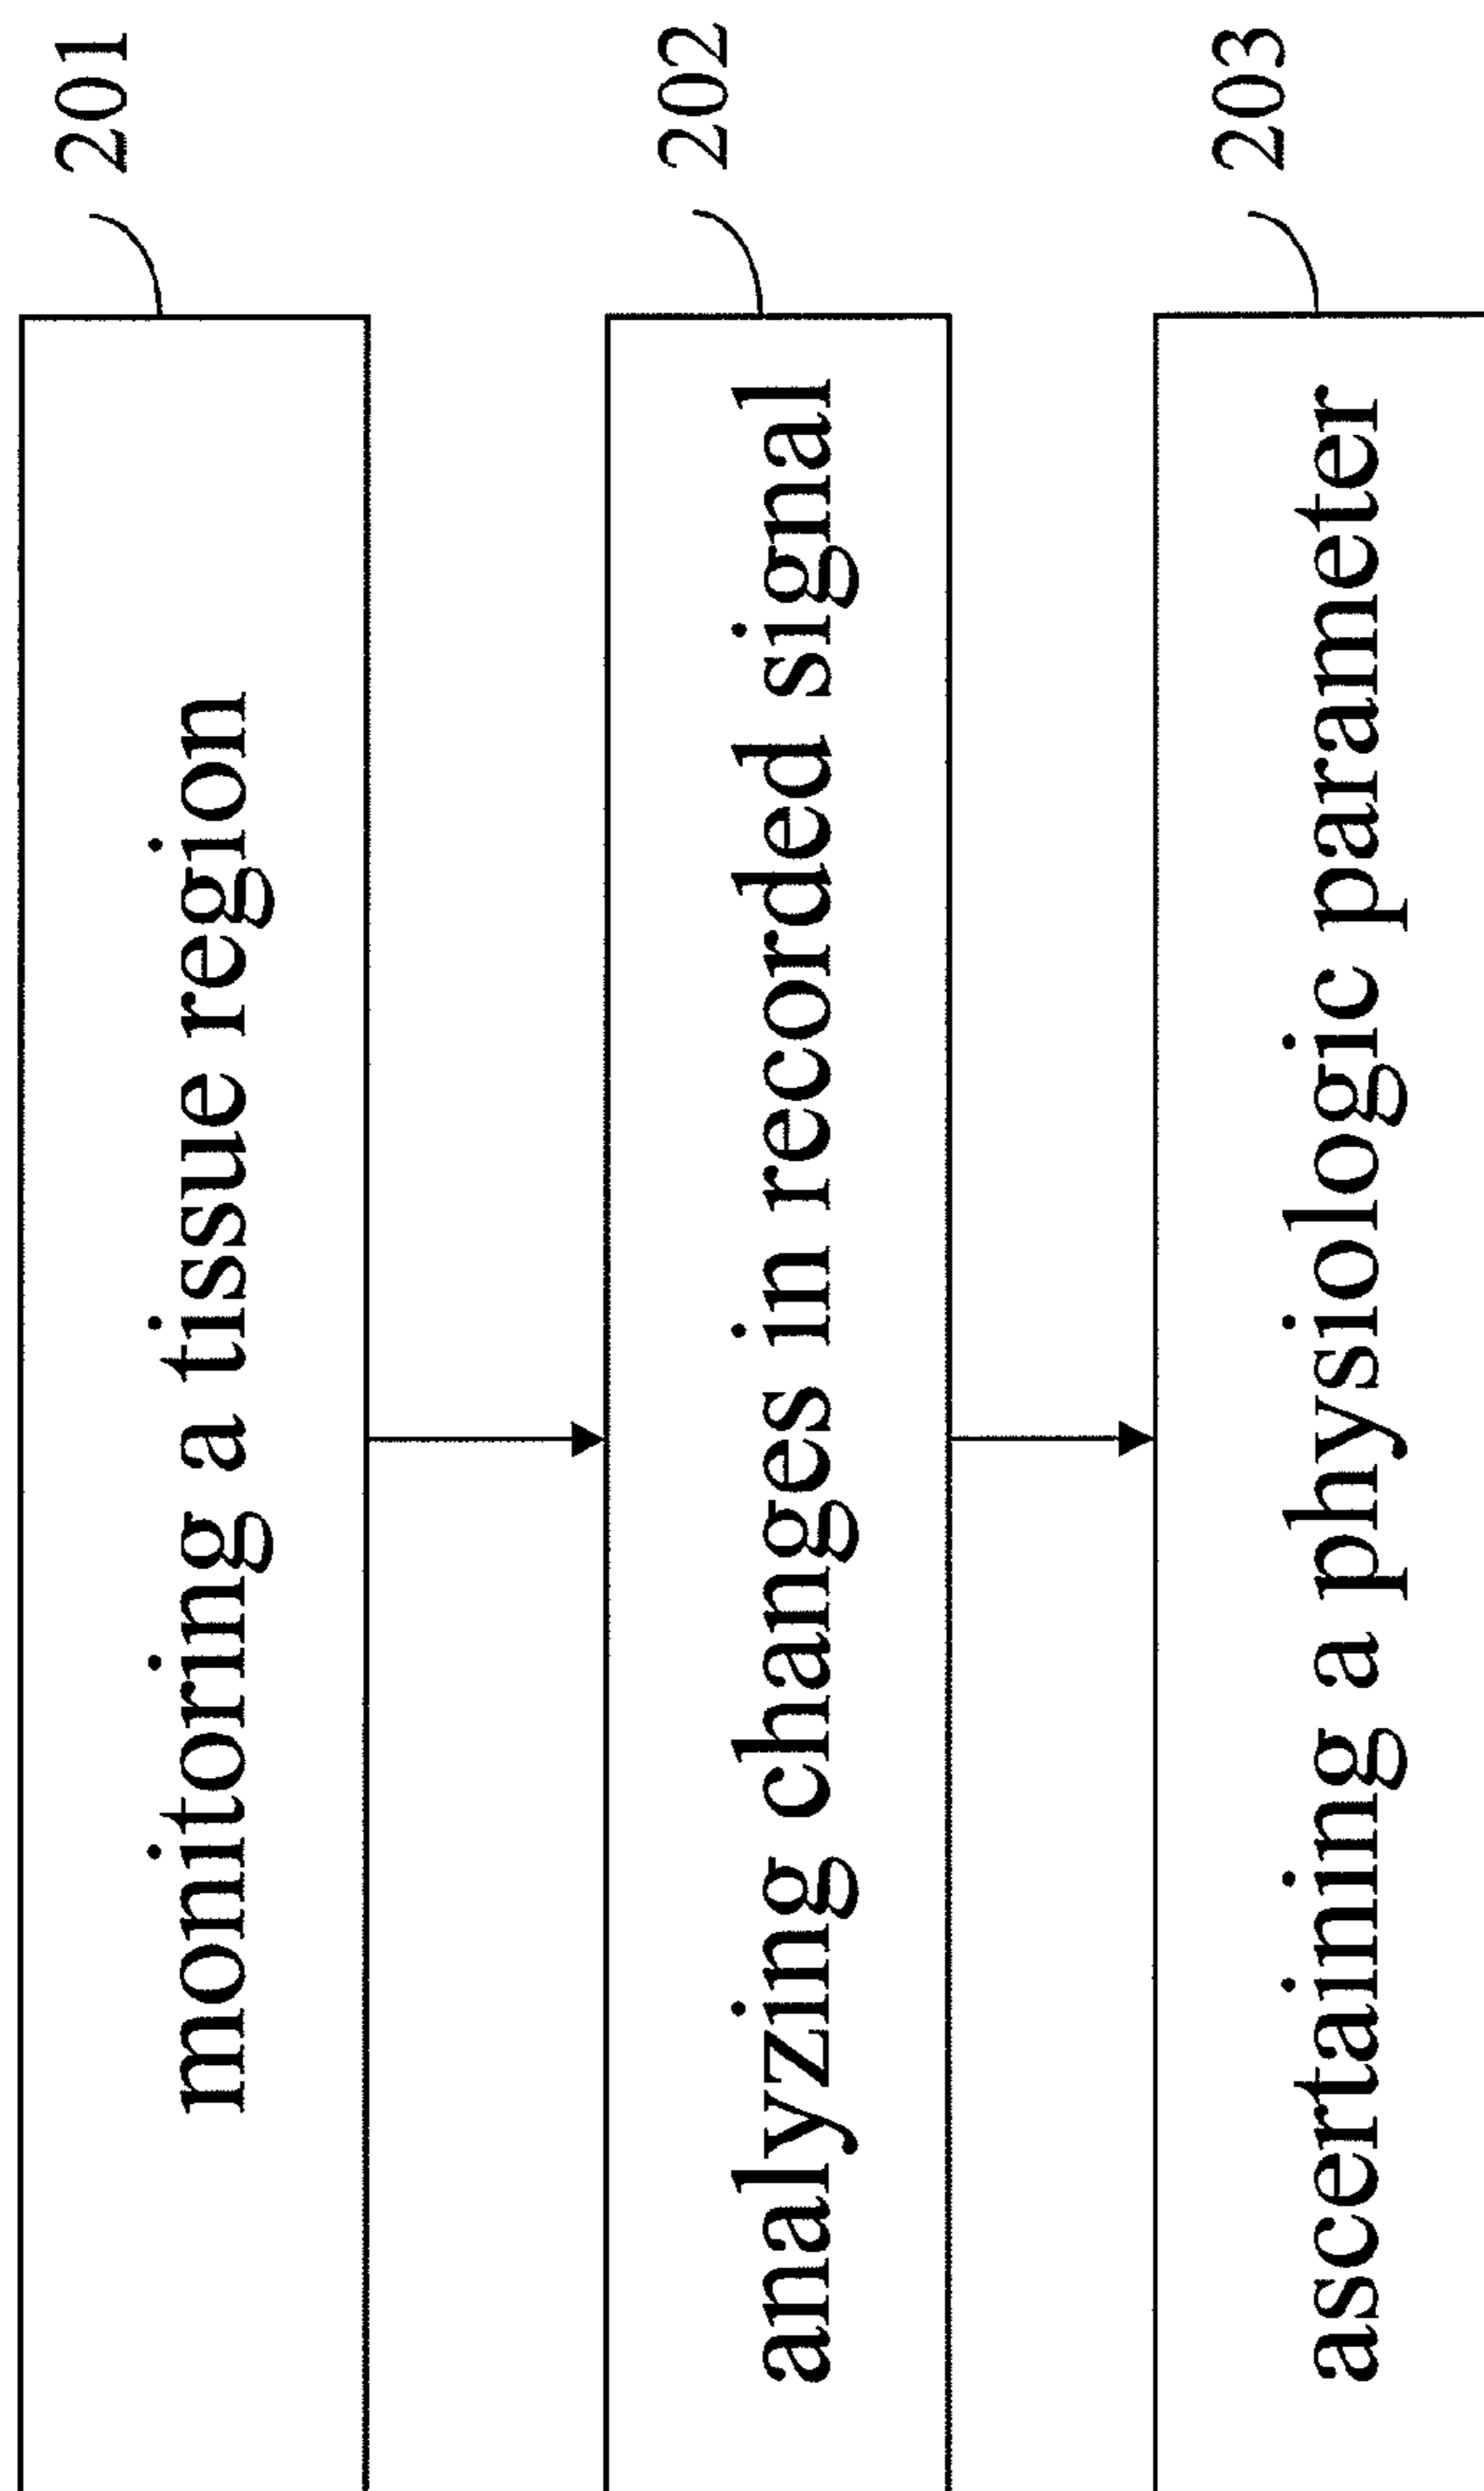 monitoring a tissue region
201
analyzing changes in recorded signal
202
ascertaining a physiologic parameter
203